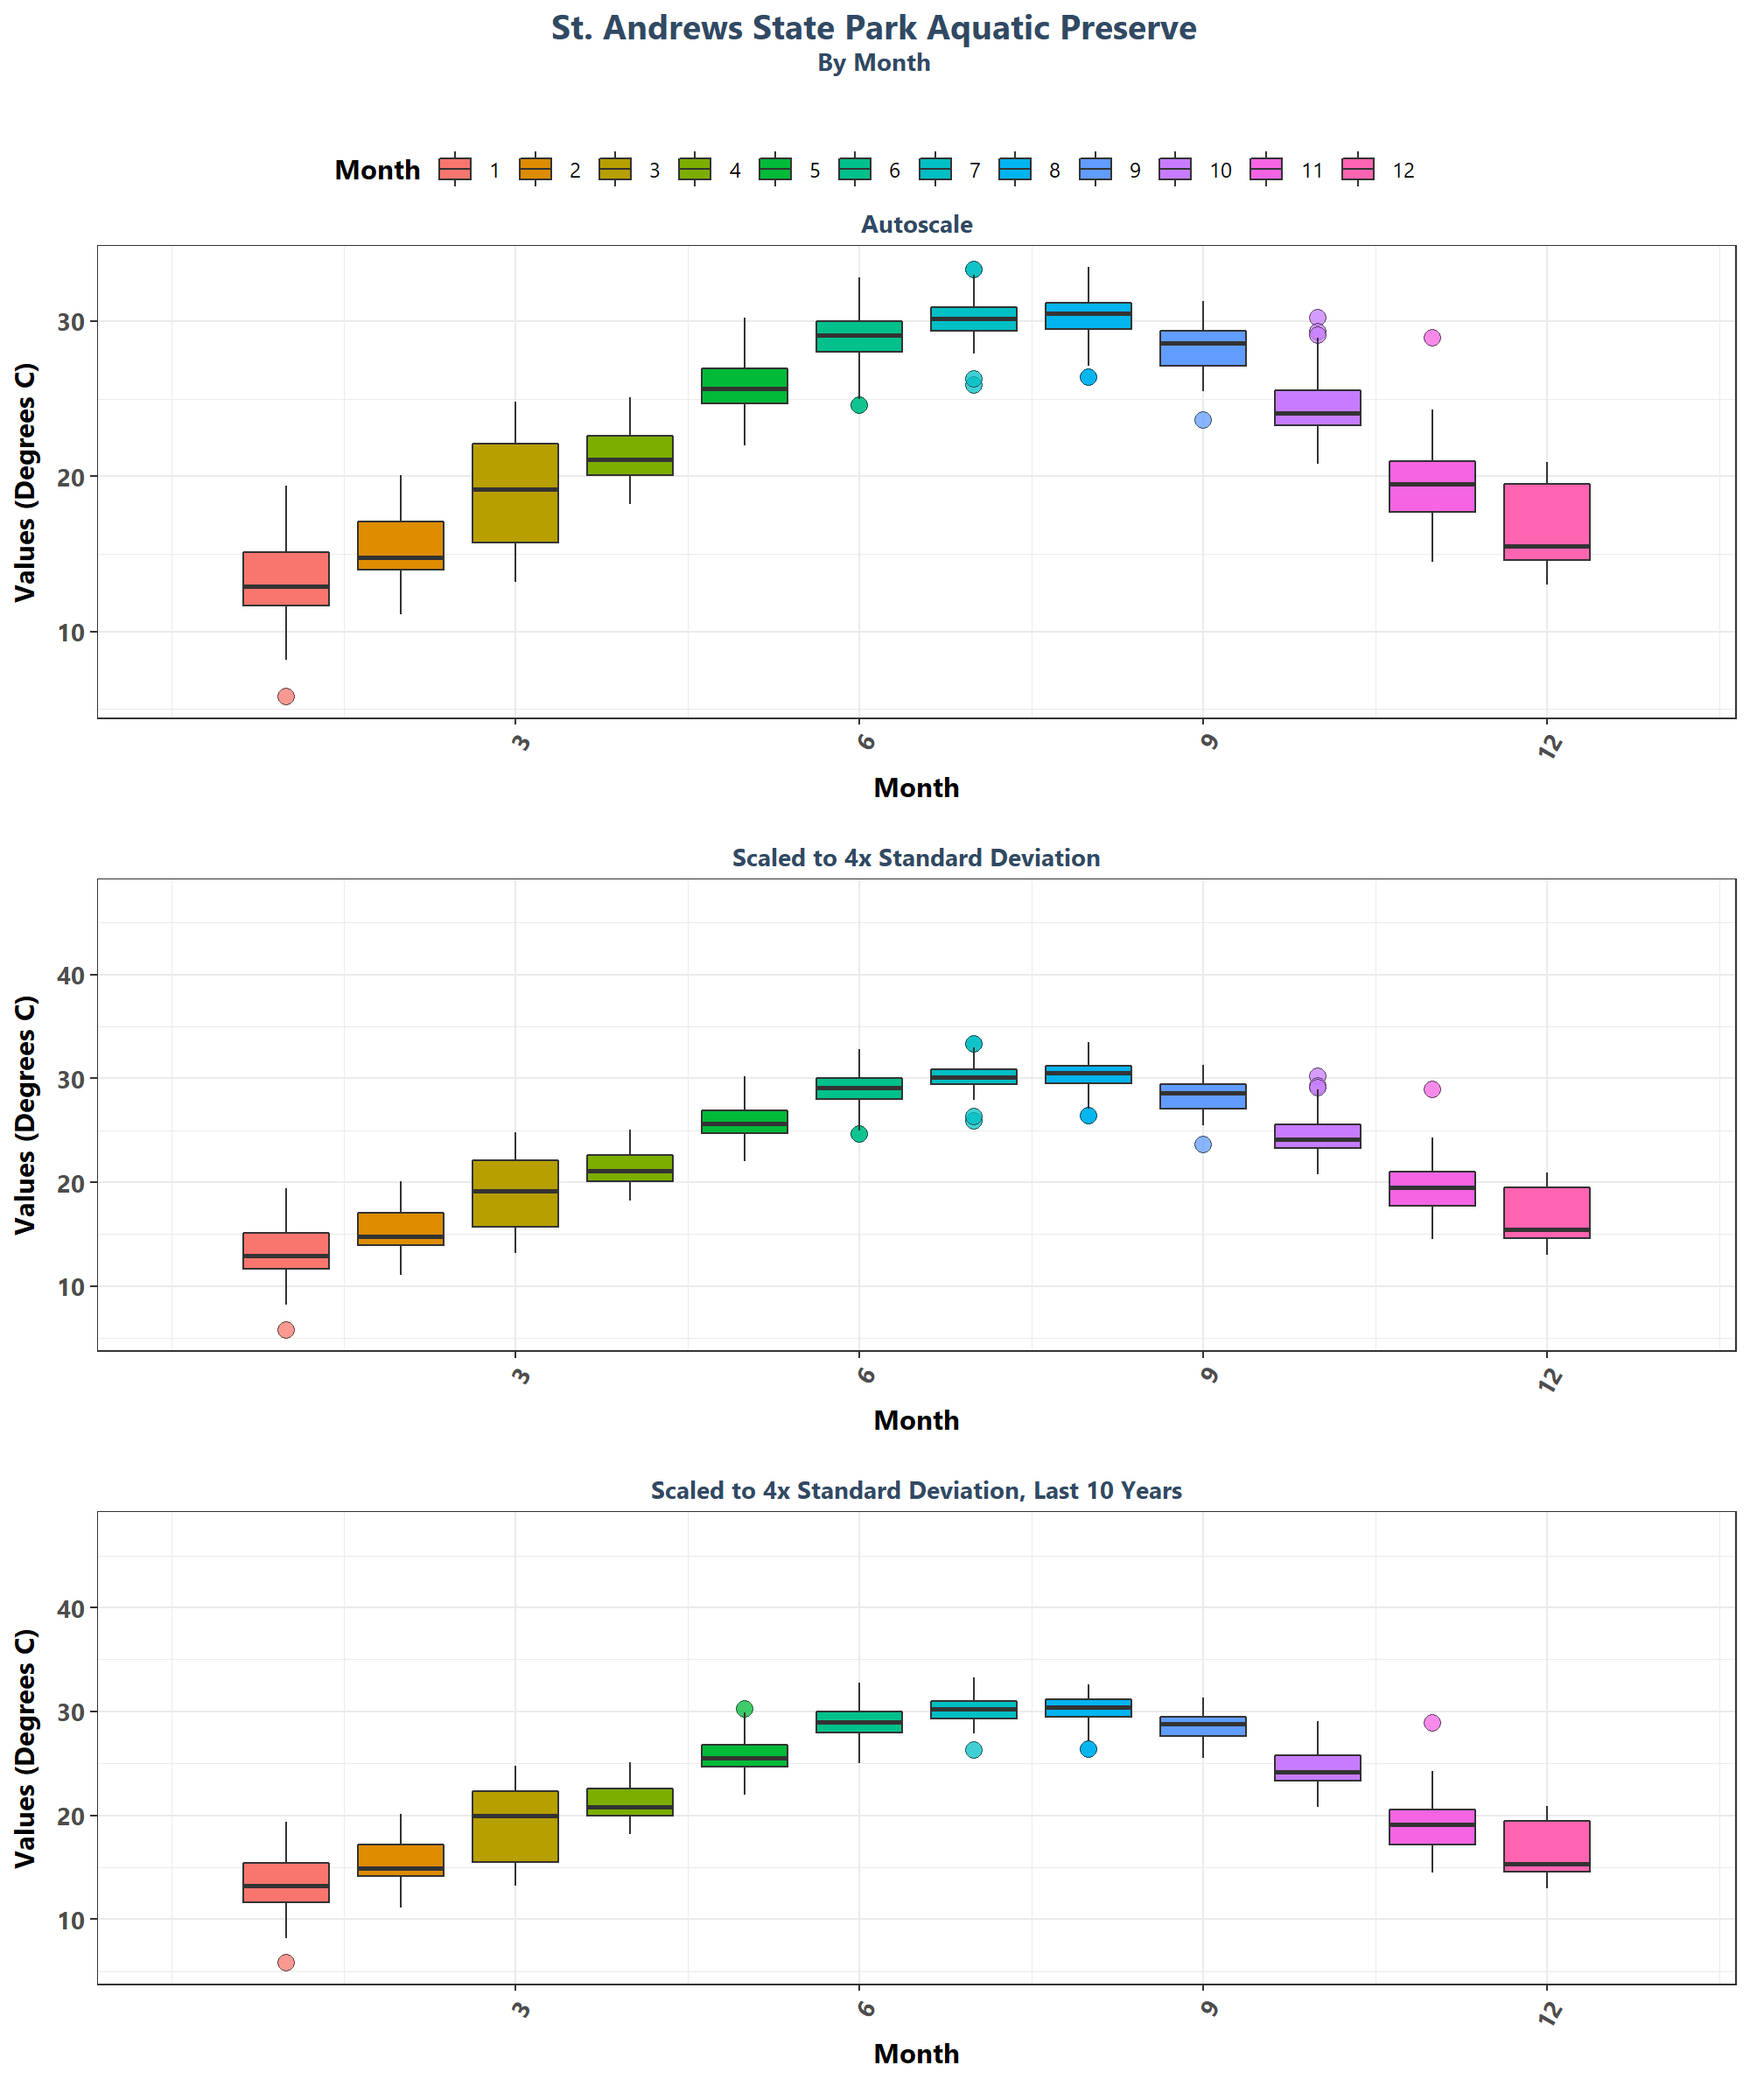 St. Andrews State Park Aquatic Preserve
By Month
Month 1 2 3 4 5 6 7 8 9 10 11 12
Autoscale
Values (Degrees C)
30
20
10
3 6 9 12
Month
Scaled to 4x Standard Deviation
Values (Degrees C)
40
30
20
10
3 6 9 12
Month
Scaled to 4x Standard Deviation, Last 10 Years
Values (Degrees C)
40
30
20
10
3 6 9 12
Month